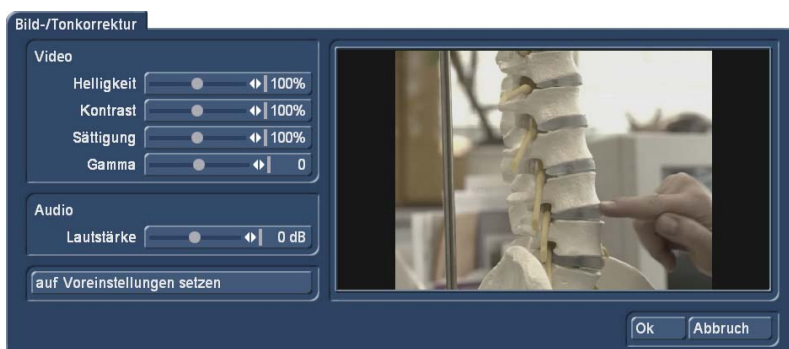 Bild-/Tonkorrektur
Video
Helligkeit 100%
Kontrast 100%
Sättigung 100%
Gamma 0
Audio
Lautstärke 0 dB
auf Voreinstellungen setzen
Ok Abbruch